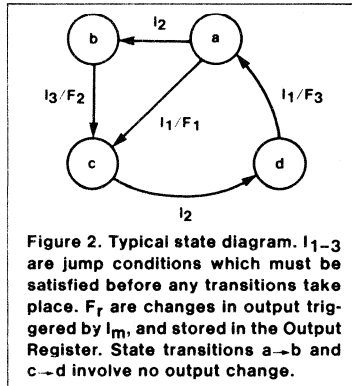 I2
b
a
I3/F2
I1/F1
I1/F3
c
d
I2
Figure 2. Typical state diagram. I1–3
are jump conditions which must be
satisfied before any transitions take
place. Fr are changes in output trig-
gered by Im, and stored in the Output
Register. State transitions a→b and
c→d involve no output change.